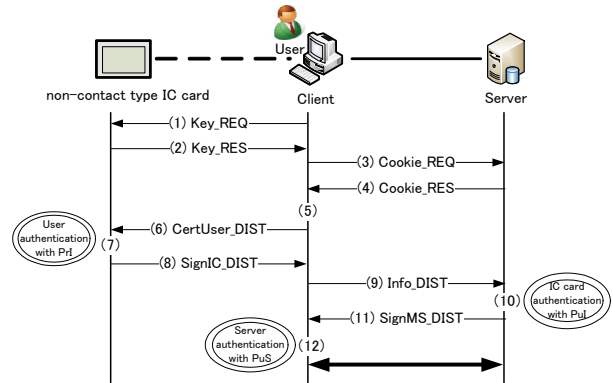 User
non-contact type IC card
Client
Server
(1) Key_REQ
(2) Key_RES
(3) Cookie_REQ
(4) Cookie_RES
(5)
(6) CertUser_DIST
User
authentication
with PrI
(7)
(8) SignIC_DIST
(9) Info_DIST
(10)
IC card
authentication
with PuI
(11) SignMS_DIST
Server
authentication
with PuS
(12)